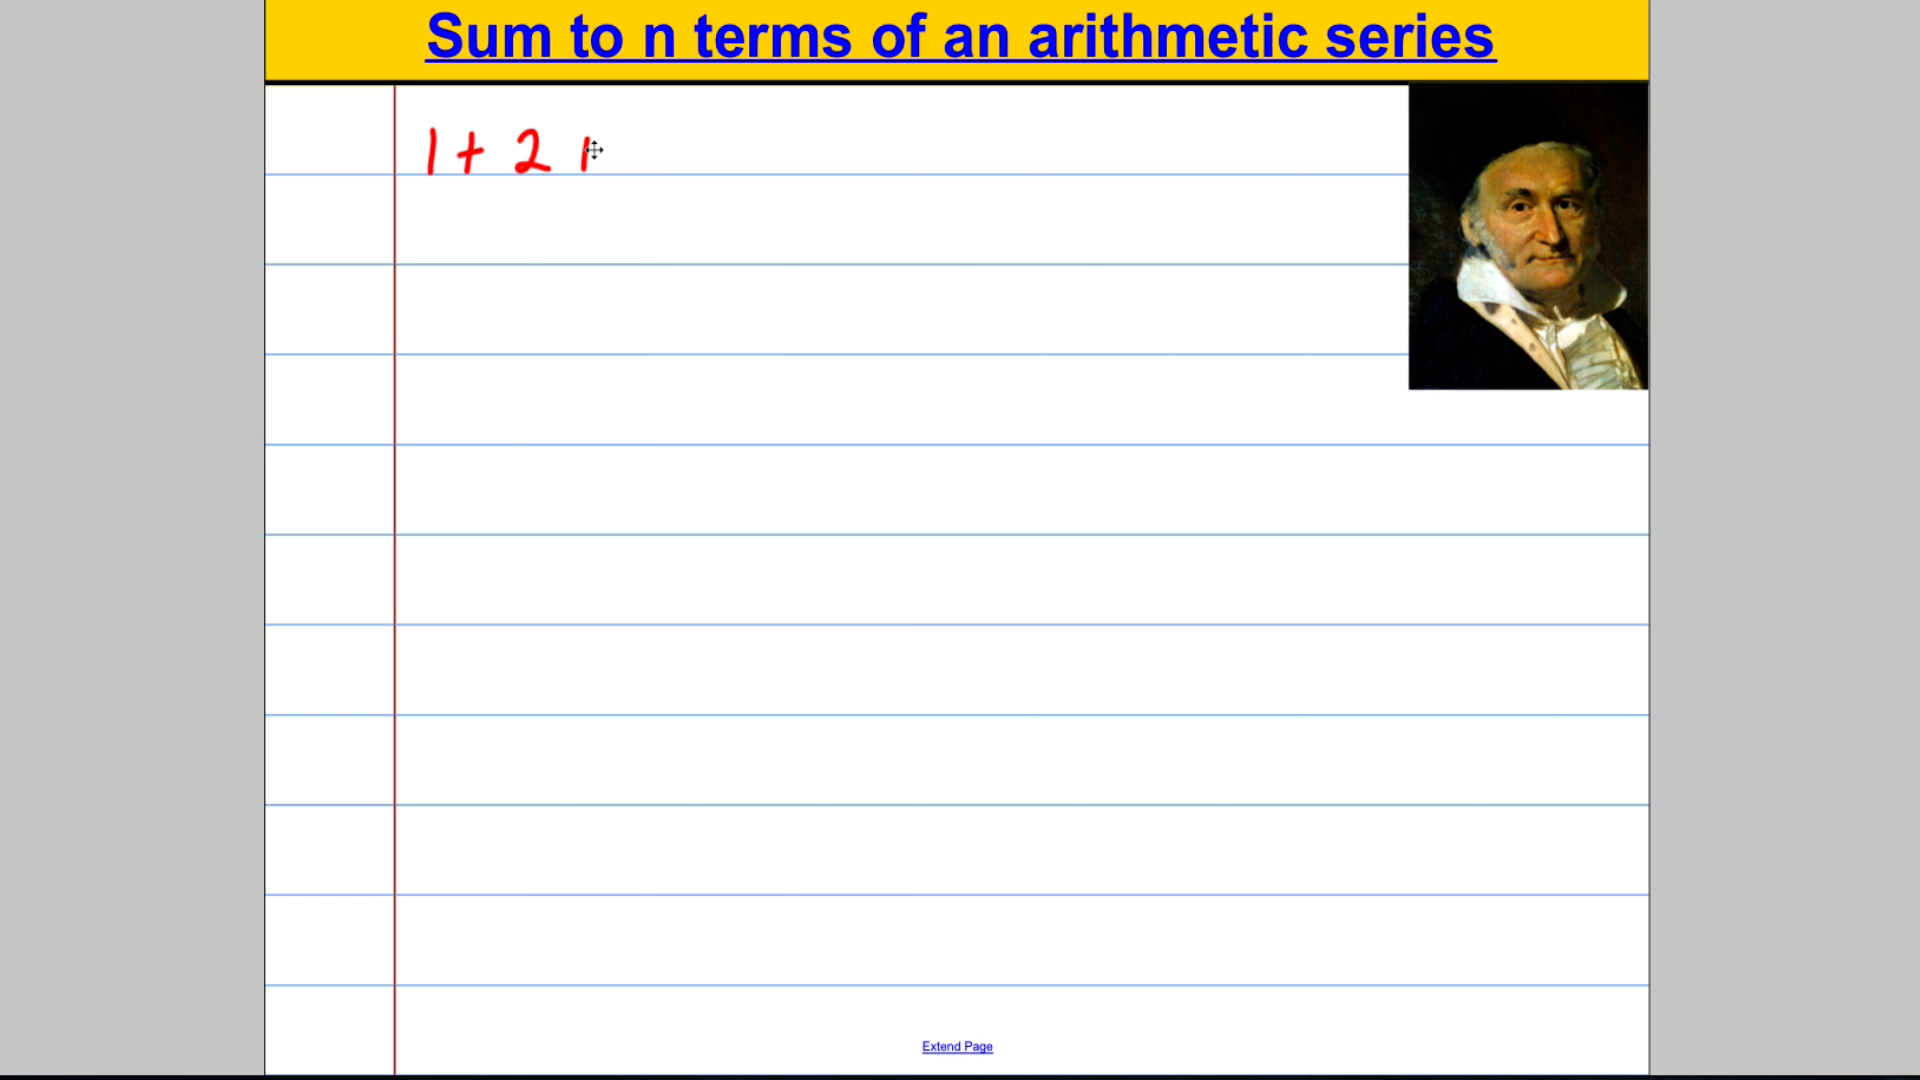 Sum to n terms of an arithmetic series
1 + 2
Extend Page